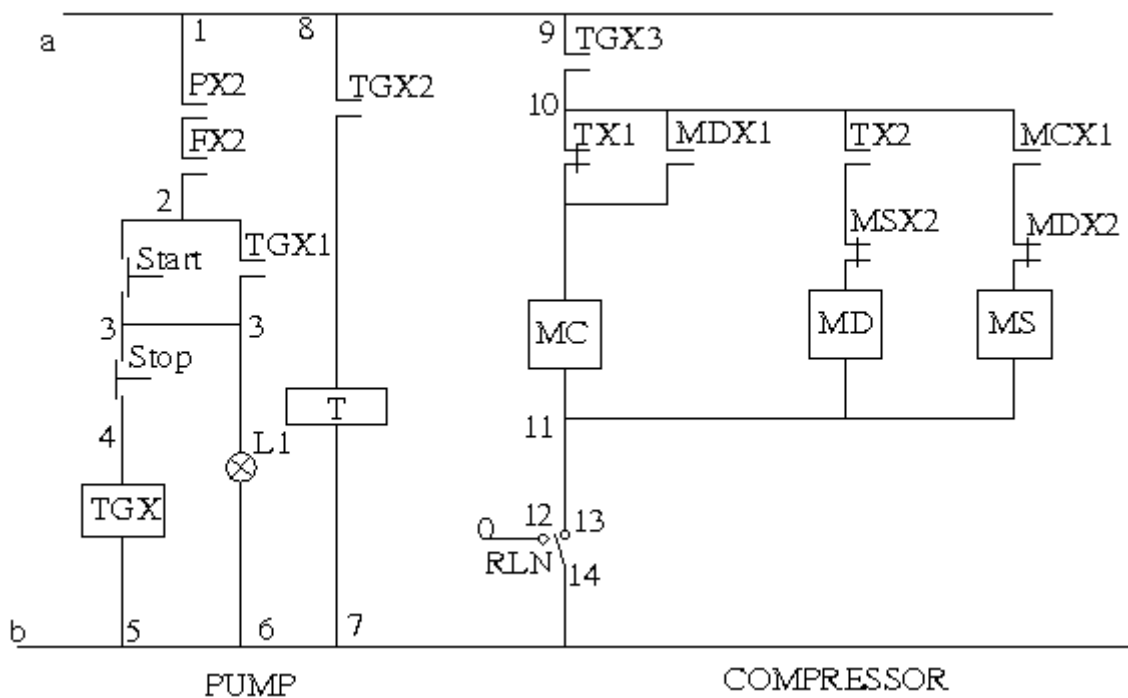 a
1
8
9
TGX3
PX2
TGX2
10
FX2
TX1
MDX1
TX2
MCX1
2
Start
TGX1
MSX2
MDX2
3
3
MC
MD
MS
Stop
T
4
11
L1
TGX
0
12
13
RLN
14
b
5
6
7
PUMP
COMPRESSOR